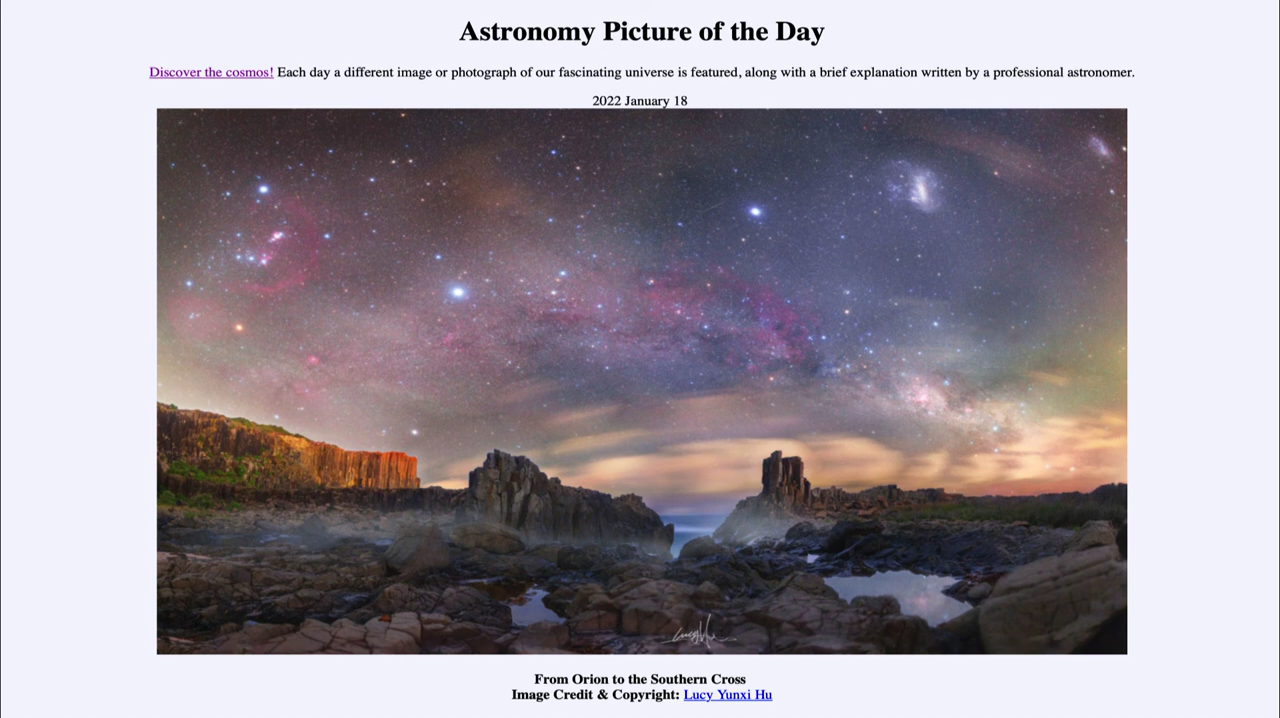 Astronomy Picture of the Day
Discover the cosmos! Each day a different image or photograph of our fascinating universe is featured, along with a brief explanation written by a professional astronomer.
2022 January 18
From Orion to the Southern Cross
Image Credit & Copyright: Lucy Yunxi Hu